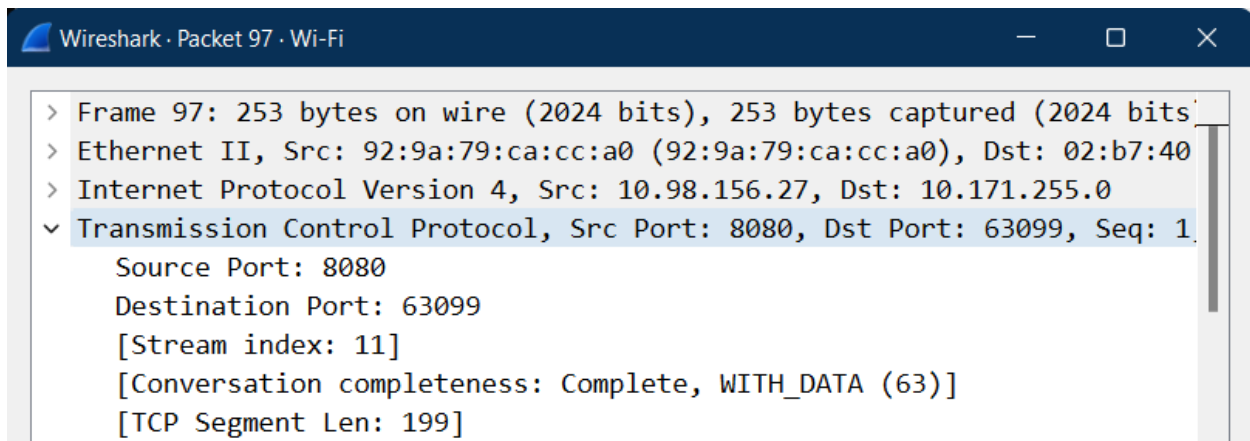 Wireshark · Packet 97 · Wi-Fi
Frame 97: 253 bytes on wire (2024 bits), 253 bytes captured (2024 bits)
Ethernet II, Src: 92:9a:79:ca:cc:a0 (92:9a:79:ca:cc:a0), Dst: 02:b7:40
Internet Protocol Version 4, Src: 10.98.156.27, Dst: 10.171.255.0
Transmission Control Protocol, Src Port: 8080, Dst Port: 63099, Seq: 1,
Source Port: 8080
Destination Port: 63099
[Stream index: 11]
[Conversation completeness: Complete, WITH_DATA (63)]
[TCP Segment Len: 199]